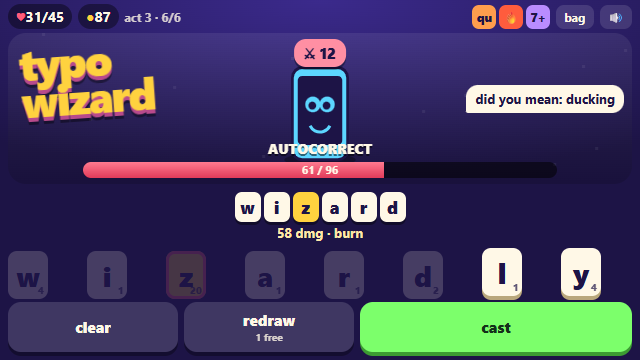 31/45
87
act 3 · 6/6
qu
7+
bag
typo
wizard
12
did you mean: ducking
AUTOCORRECT
61 / 96
w i z a r d
58 dmg · burn
w 4 i 1 z 20 a 1 r 1 d 2 l 1 y 4
clear
redraw
1 free
cast